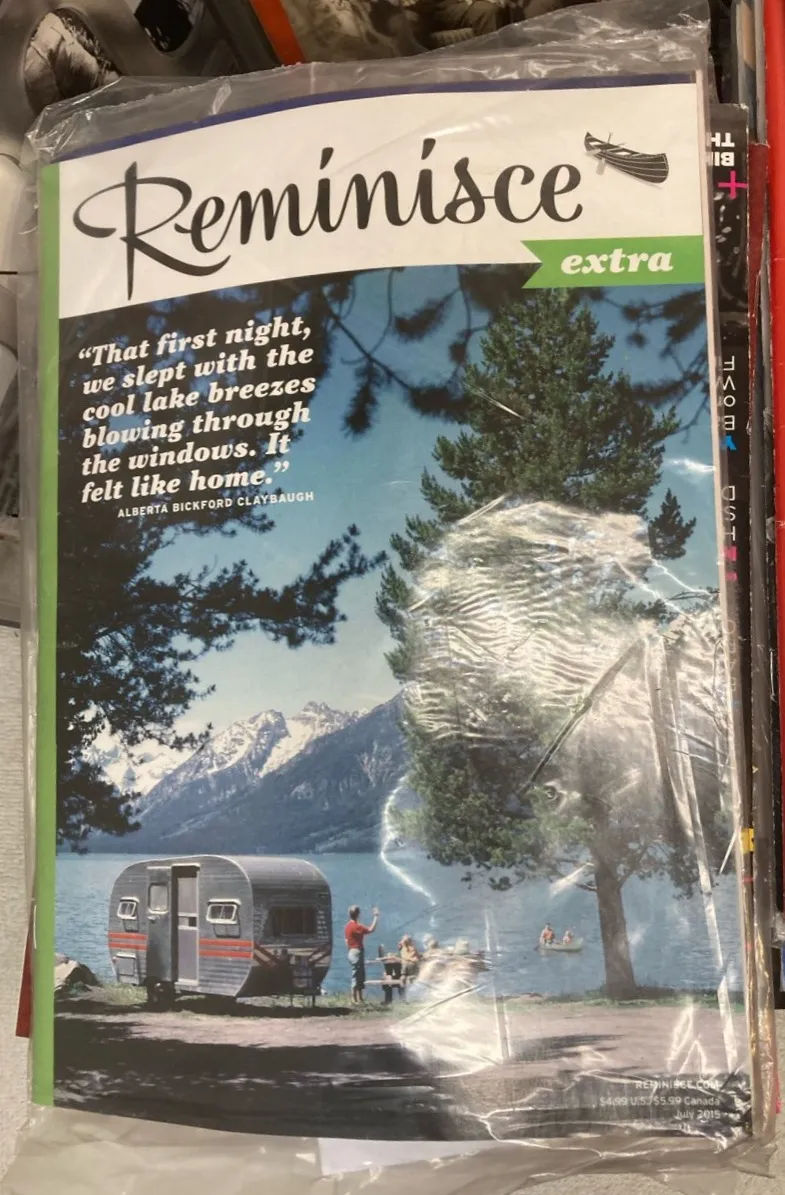 Reminisce
extra
“That first night,
we slept with the
cool lake breezes
blowing through
the windows. It
felt like home.”
ALBERTA BICKFORD CLAYBAUGH
REMINISCE.COM
$4.99 U.S./$5.99 Canada
July 2015